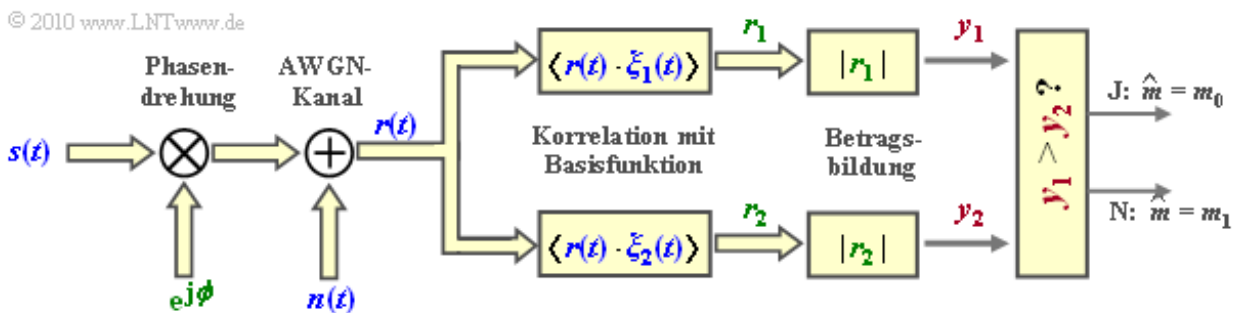 © 2010 www.LNTwww.de
Phasen-
drehung
AWGN-
Kanal
s(t)
r(t)
e^jϕ
n(t)
⟨r(t) · ξ₁(t)⟩
r₁
|r₁|
y₁
Korrelation mit
Basisfunktion
Betrags-
bildung
⟨r(t) · ξ₂(t)⟩
r₂
|r₂|
y₂
y₁ > y₂ ?
J: m̂ = m₀
N: m̂ = m₁